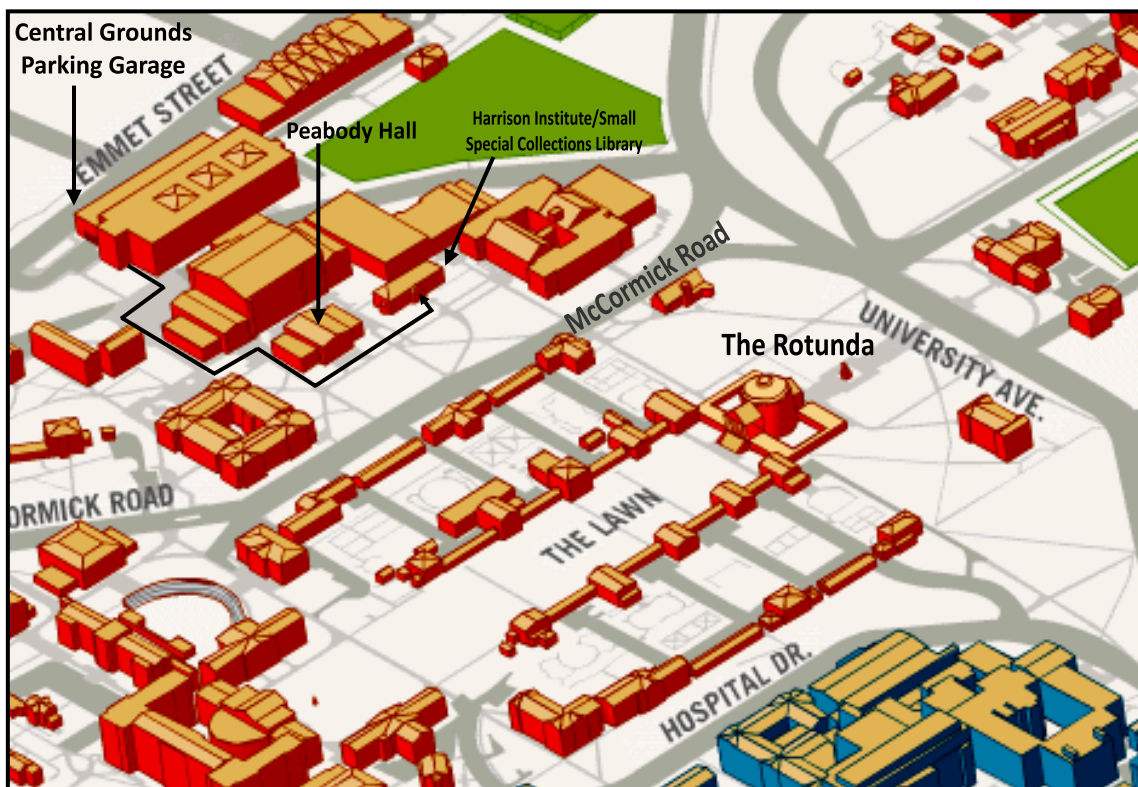 Central Grounds
Parking Garage
EMMET STREET
Peabody Hall
Harrison Institute/Small
Special Collections Library
McCormick Road
The Rotunda
UNIVERSITY AVE.
ORMICK ROAD
THE LAWN
HOSPITAL DR.